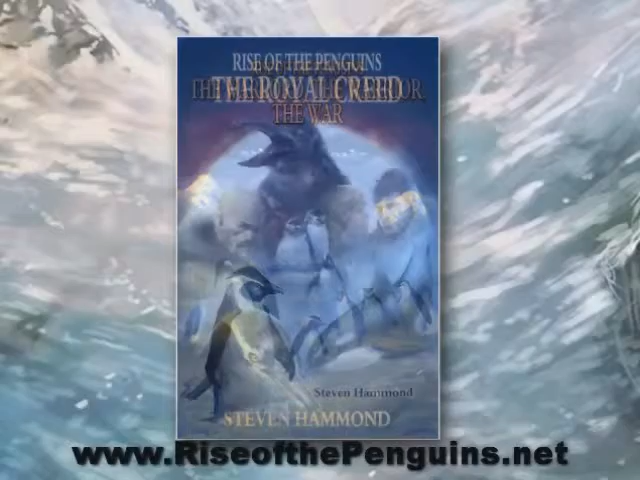 RISE OF THE PENGUINS
THE ROYAL CREED
THE WAR
Steven Hammond
STEVEN HAMMOND
www.RiseofthePenguins.net